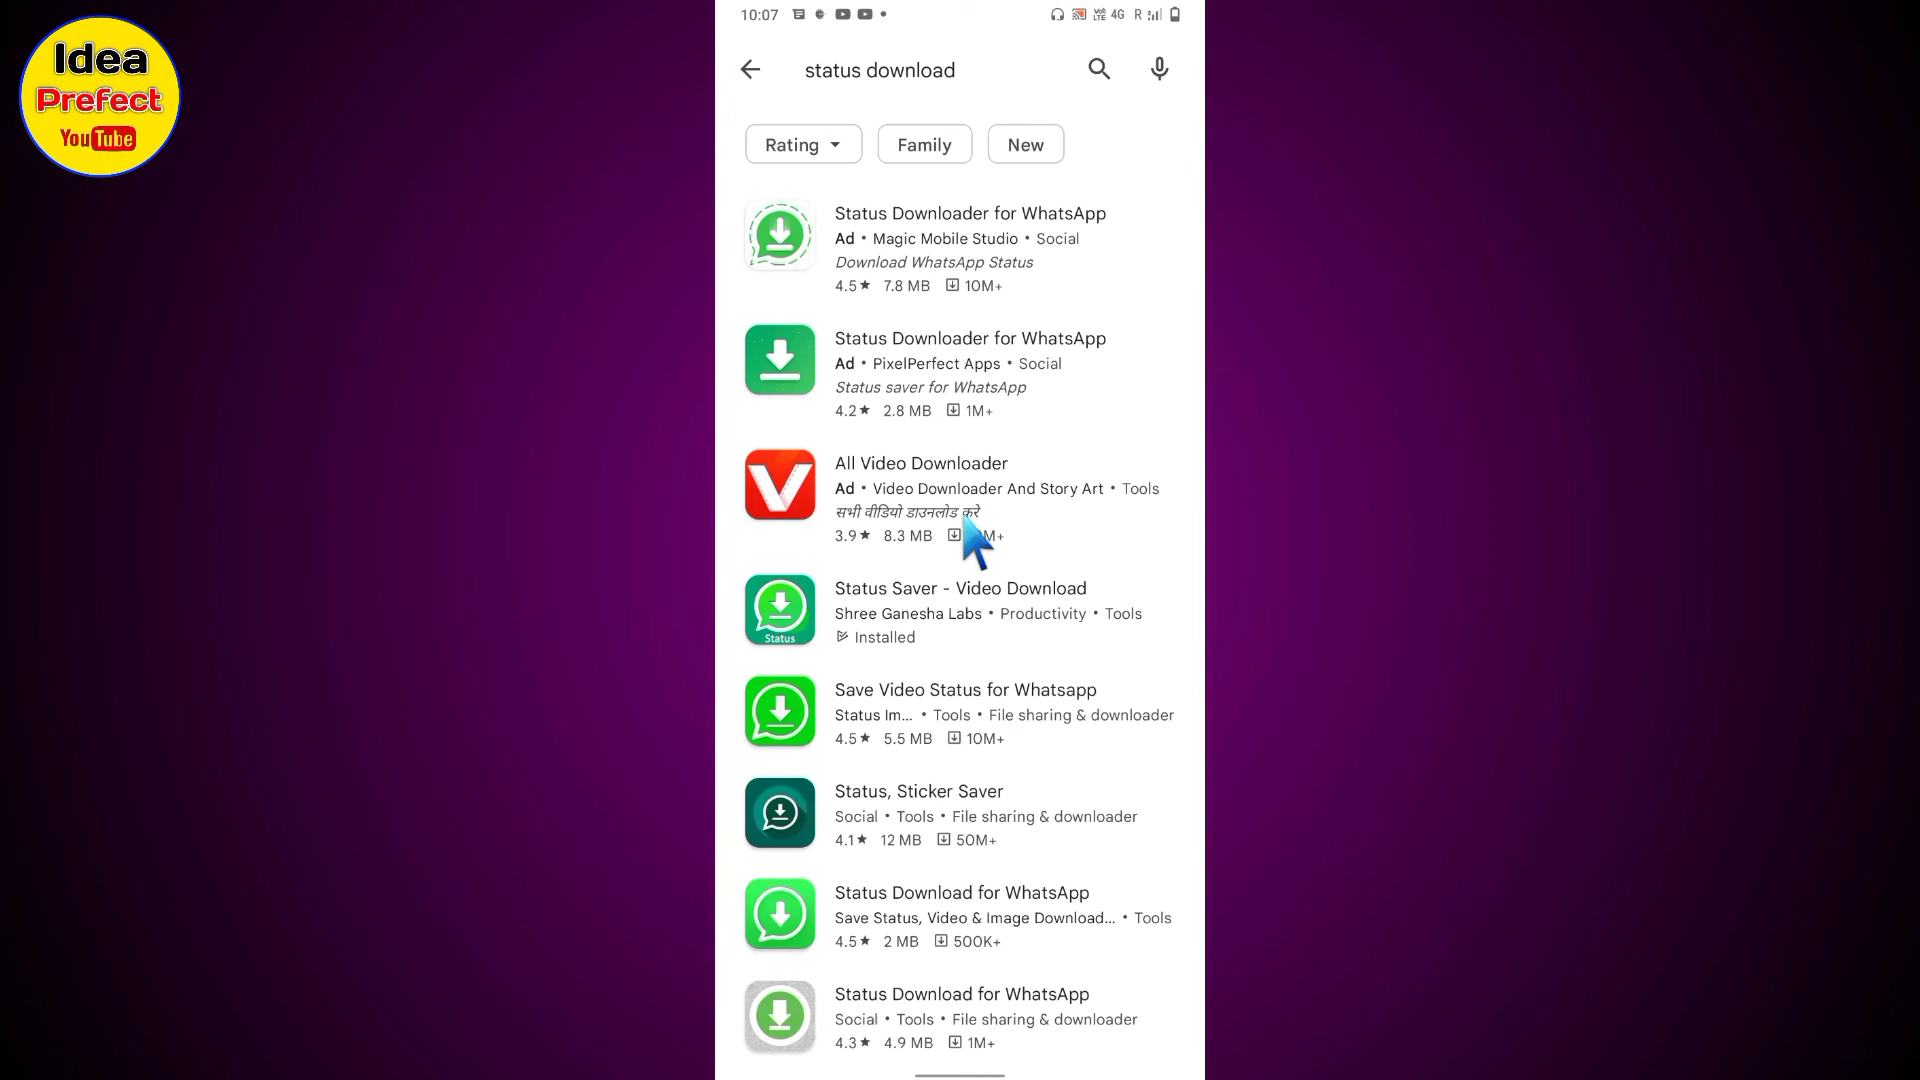 Idea
Prefect
YouTube
10:07
4G R
status download
Rating
Family
New
Status Downloader for WhatsApp
Ad • Magic Mobile Studio • Social
Download WhatsApp Status
4.5★ 7.8 MB 10M+
Status Downloader for WhatsApp
Ad • PixelPerfect Apps • Social
Status saver for WhatsApp
4.2★ 2.8 MB 1M+
All Video Downloader
Ad • Video Downloader And Story Art • Tools
सभी वीडियो डाउनलोड करे
3.9★ 8.3 MB
Status Saver - Video Download
Shree Ganesha Labs • Productivity • Tools
Installed
Status
Save Video Status for Whatsapp
Status Im... • Tools • File sharing & downloader
4.5★ 5.5 MB 10M+
Status, Sticker Saver
Social • Tools • File sharing & downloader
4.1★ 12 MB 50M+
Status Download for WhatsApp
Save Status, Video & Image Download... • Tools
4.5★ 2 MB 500K+
Status Download for WhatsApp
Social • Tools • File sharing & downloader
4.3★ 4.9 MB 1M+